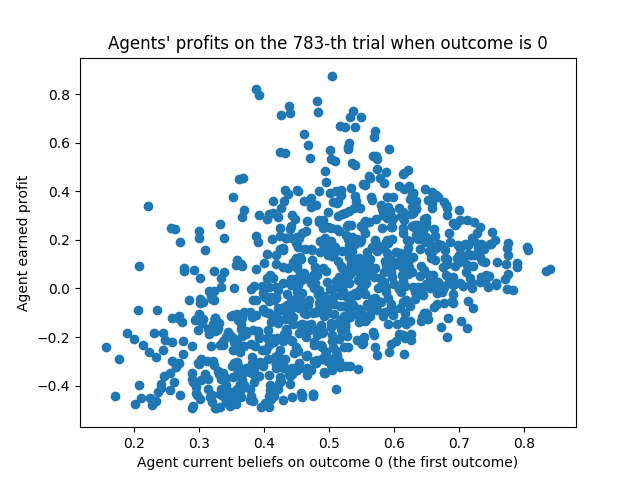 Agents' profits on the 783-th trial when outcome is 0
Agent earned profit
0.8
0.6
0.4
0.2
0.0
−0.2
−0.4
0.2 0.3 0.4 0.5 0.6 0.7 0.8
Agent current beliefs on outcome 0 (the first outcome)